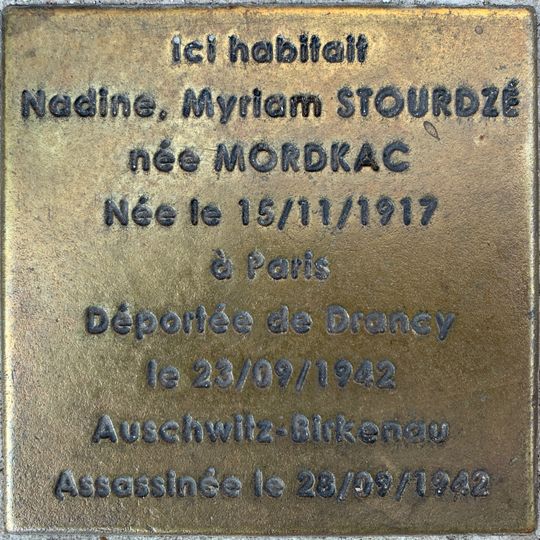 Ici habitait
Nadine, Myriam STOURDZÉ
née MORDKAC
Née le 15/11/1917
à Paris
Déportée de Drancy
le 23/09/1942
Auschwitz-Birkenau
Assassinée le 28/09/1942